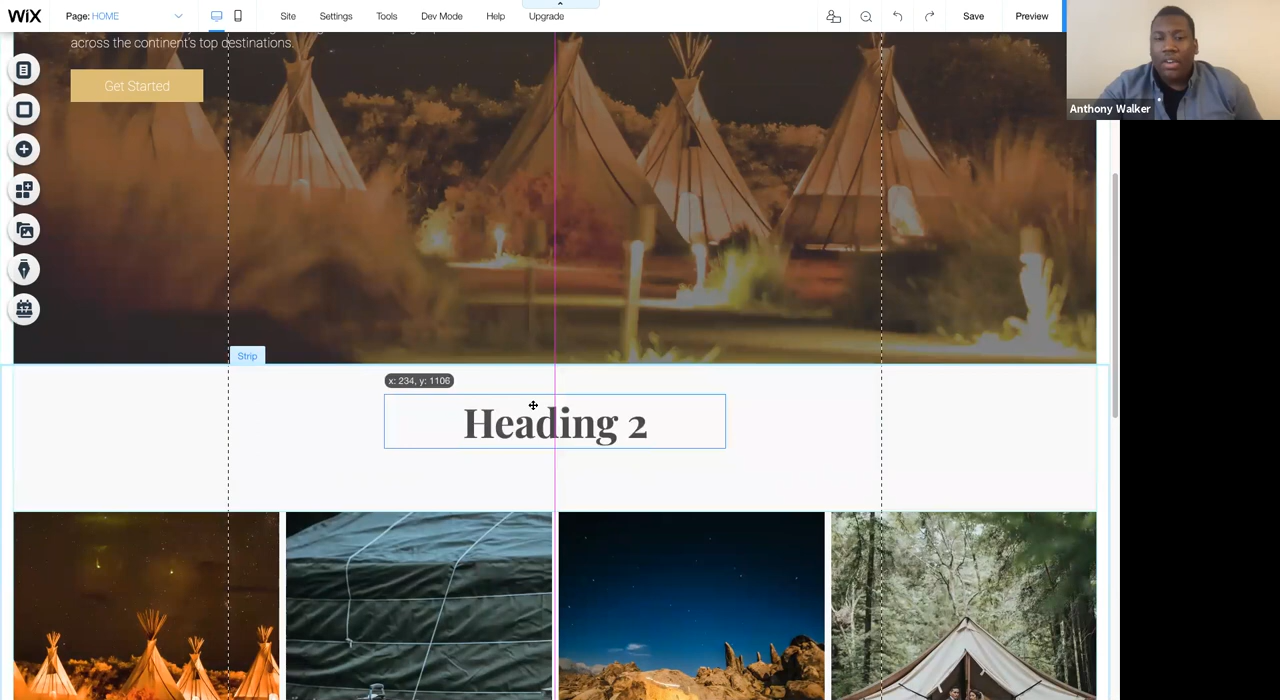 WiX Page: HOME Site Settings Tools Dev Mode Help Upgrade Save Preview
across the continent's top destinations.
Get Started
Anthony Walker
Strip
x: 234, y: 1106
Heading 2